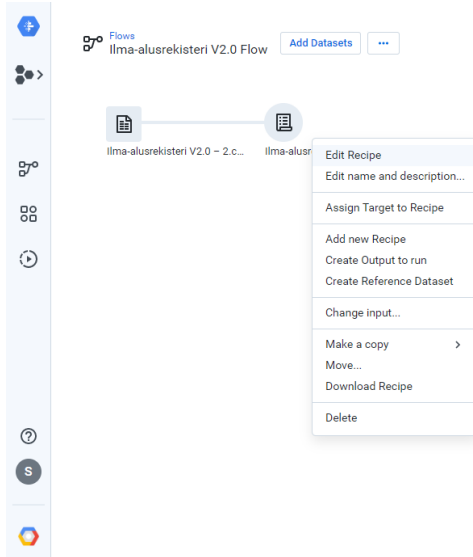 Flows
Ilma-alusrekisteri V2.0 Flow
Add Datasets
...
Ilma-alusrekisteri V2.0 – 2.c...
Ilma-alusr
Edit Recipe
Edit name and description...
Assign Target to Recipe
Add new Recipe
Create Output to run
Create Reference Dataset
Change input...
Make a copy
Move...
Download Recipe
Delete
S